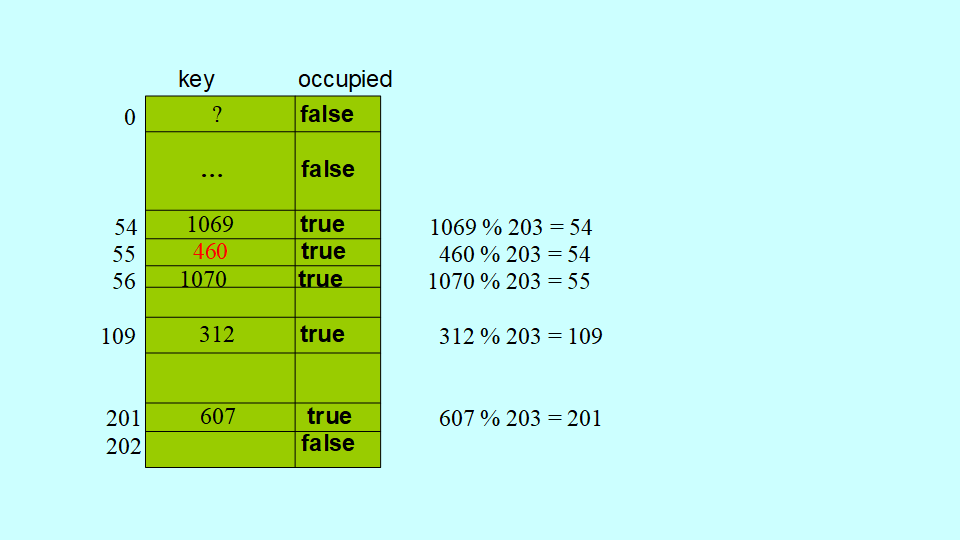 key occupied
0 ? false
... false
54 1069 true 1069 % 203 = 54
55 460 true 460 % 203 = 54
56 1070 true 1070 % 203 = 55
109 312 true 312 % 203 = 109
201 607 true 607 % 203 = 201
202 false